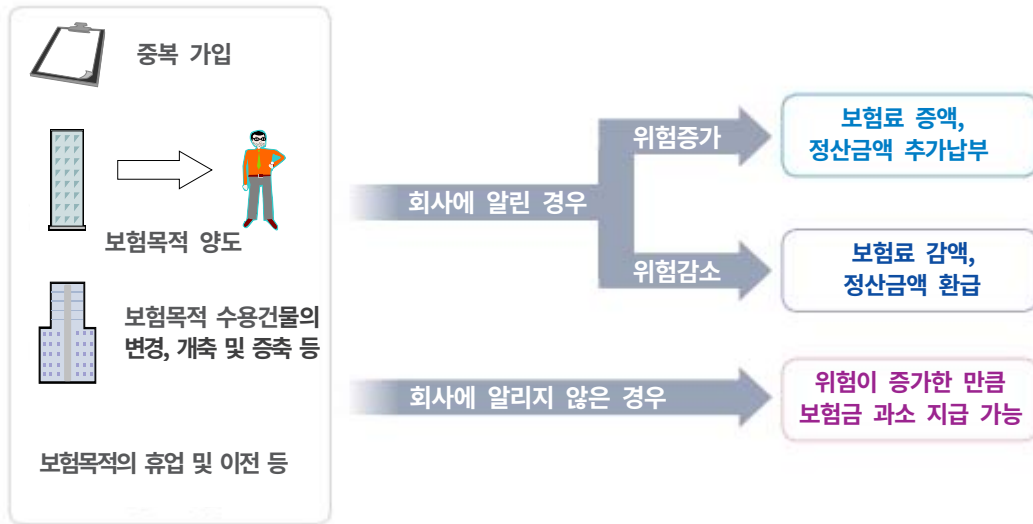 중복 가입
보험목적 양도
보험목적 수용건물의
변경, 개축 및 증축 등
보험목적의 휴업 및 이전 등
회사에 알린 경우
위험증가
보험료 증액,
정산금액 추가납부
위험감소
보험료 감액,
정산금액 환급
회사에 알리지 않은 경우
위험이 증가한 만큼
보험금 과소 지급 가능